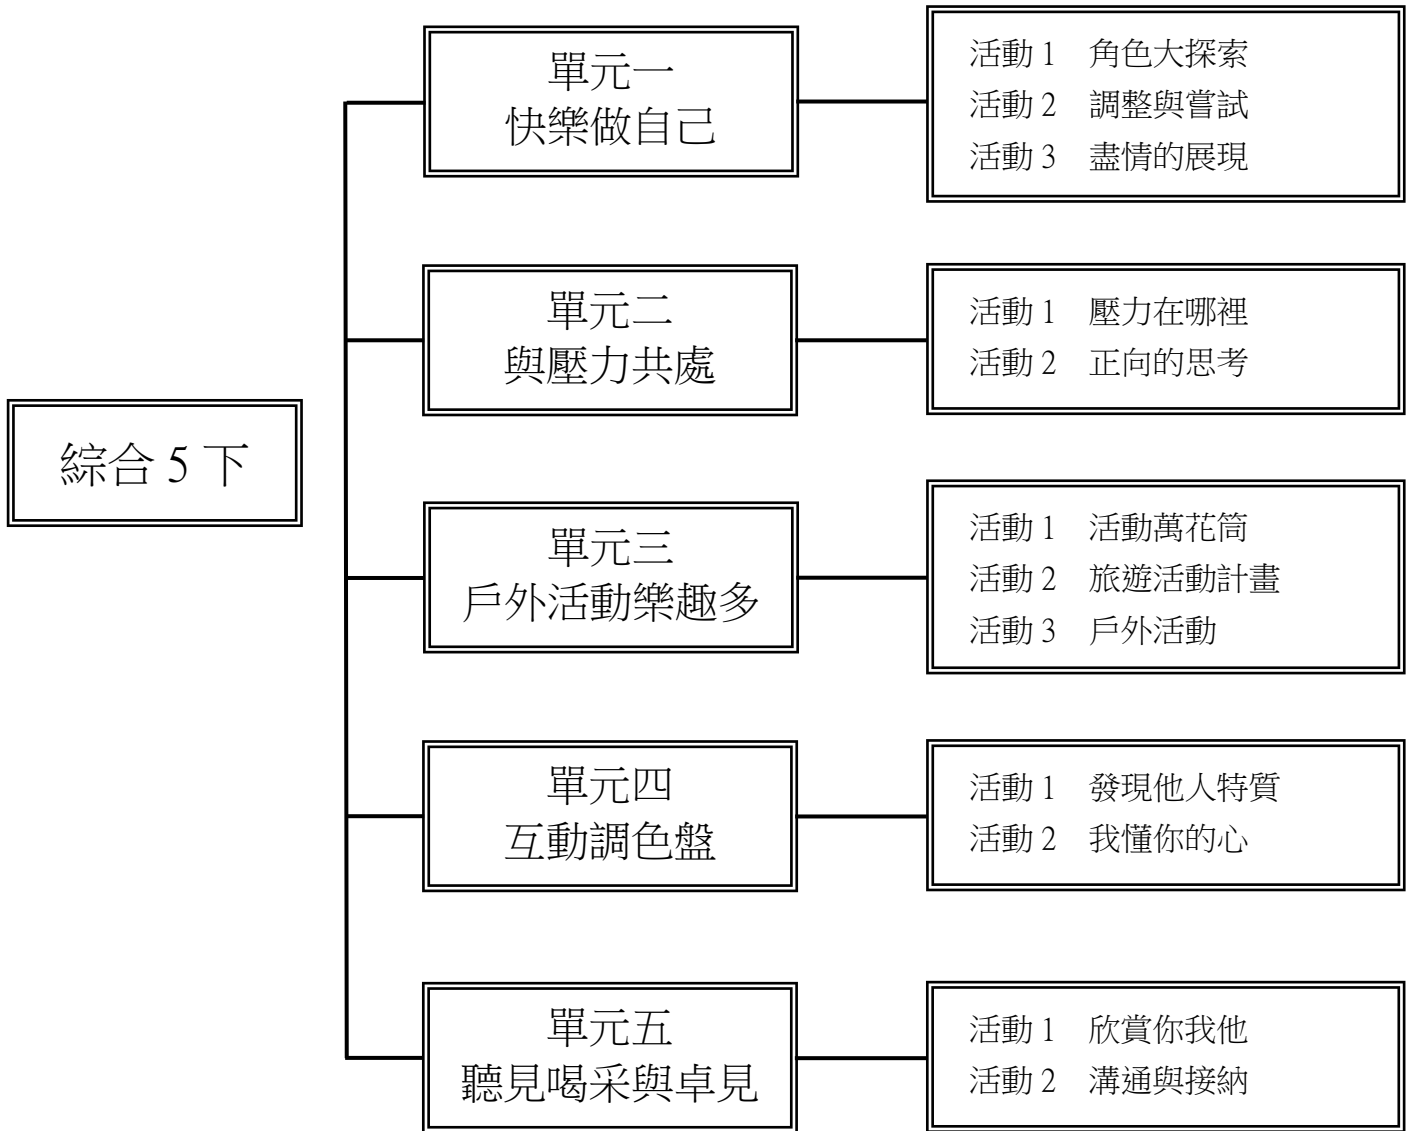 綜合 5 下
單元一
快樂做自己
活動 1 角色大探索
活動 2 調整與嘗試
活動 3 盡情的展現
單元二
與壓力共處
活動 1 壓力在哪裡
活動 2 正向的思考
單元三
戶外活動樂趣多
活動 1 活動萬花筒
活動 2 旅遊活動計畫
活動 3 戶外活動
單元四
互動調色盤
活動 1 發現他人特質
活動 2 我懂你的心
單元五
聽見喝采與卓見
活動 1 欣賞你我他
活動 2 溝通與接納